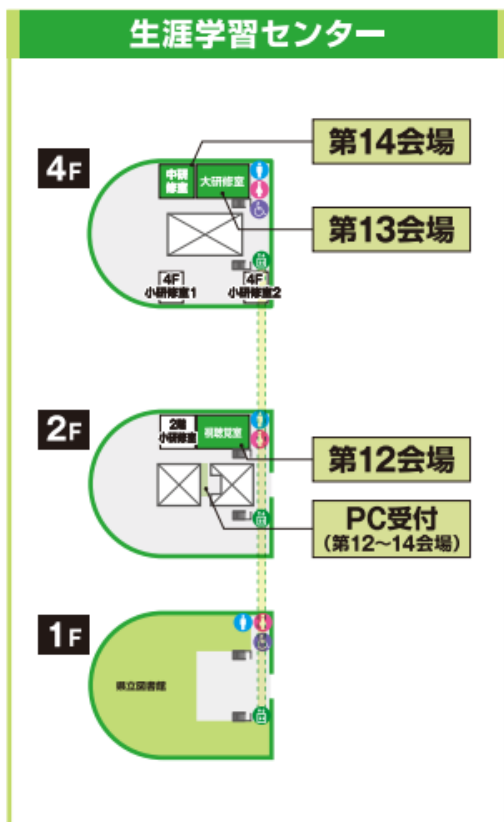 生涯学習センター
4F
中研
修室
大研修室
第14会場
第13会場
4F
小研修室1
4F
小研修室2
2F
2階
小研修室
視聴覚室
第12会場
PC受付
(第12〜14会場)
1F
県立図書館